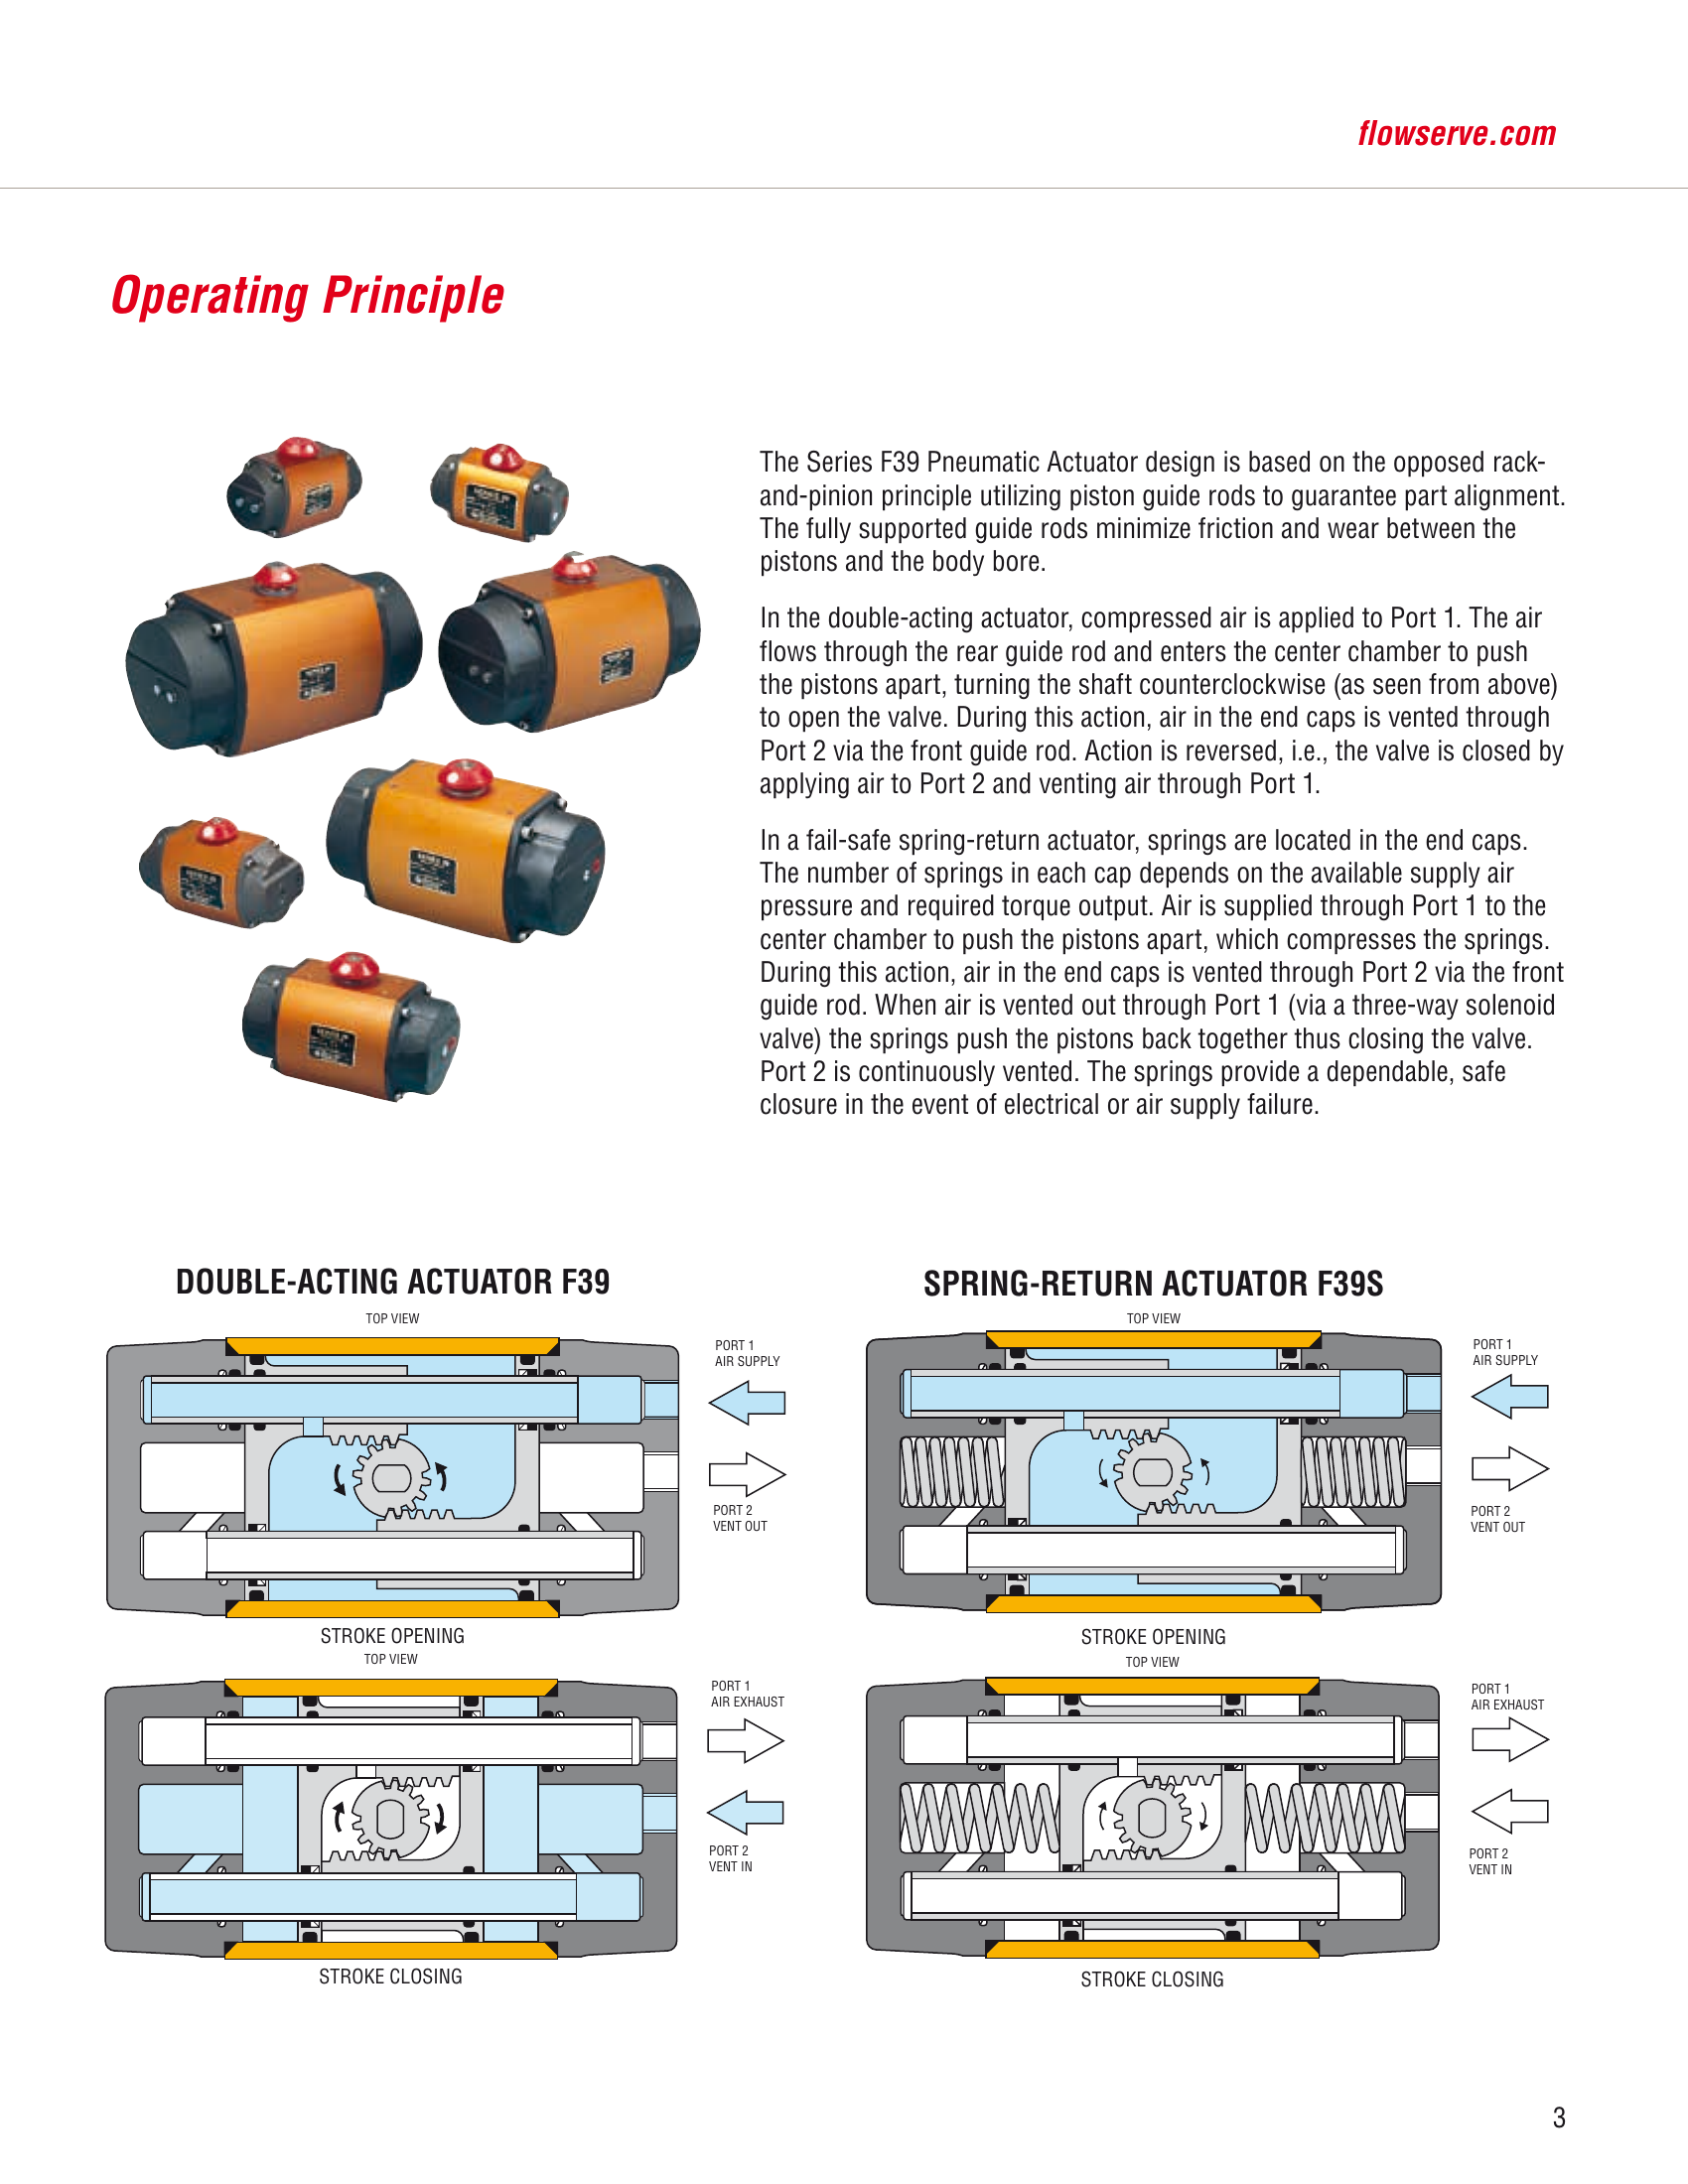 flowserve.com
Operating Principle
The Series F39 Pneumatic Actuator design is based on the opposed rack-
and-pinion principle utilizing piston guide rods to guarantee part alignment.
The fully supported guide rods minimize friction and wear between the
pistons and the body bore.
In the double-acting actuator, compressed air is applied to Port 1. The air
flows through the rear guide rod and enters the center chamber to push
the pistons apart, turning the shaft counterclockwise (as seen from above)
to open the valve. During this action, air in the end caps is vented through
Port 2 via the front guide rod. Action is reversed, i.e., the valve is closed by
applying air to Port 2 and venting air through Port 1.
In a fail-safe spring-return actuator, springs are located in the end caps.
The number of springs in each cap depends on the available supply air
pressure and required torque output. Air is supplied through Port 1 to the
center chamber to push the pistons apart, which compresses the springs.
During this action, air in the end caps is vented through Port 2 via the front
guide rod. When air is vented out through Port 1 (via a three-way solenoid
valve) the springs push the pistons back together thus closing the valve.
Port 2 is continuously vented. The springs provide a dependable, safe
closure in the event of electrical or air supply failure.
DOUBLE-ACTING ACTUATOR F39
TOP VIEW
PORT 1
AIR SUPPLY
PORT 2
VENT OUT
STROKE OPENING
TOP VIEW
PORT 1
AIR EXHAUST
PORT 2
VENT IN
STROKE CLOSING
SPRING-RETURN ACTUATOR F39S
TOP VIEW
PORT 1
AIR SUPPLY
PORT 2
VENT OUT
STROKE OPENING
TOP VIEW
PORT 1
AIR EXHAUST
PORT 2
VENT IN
STROKE CLOSING
3